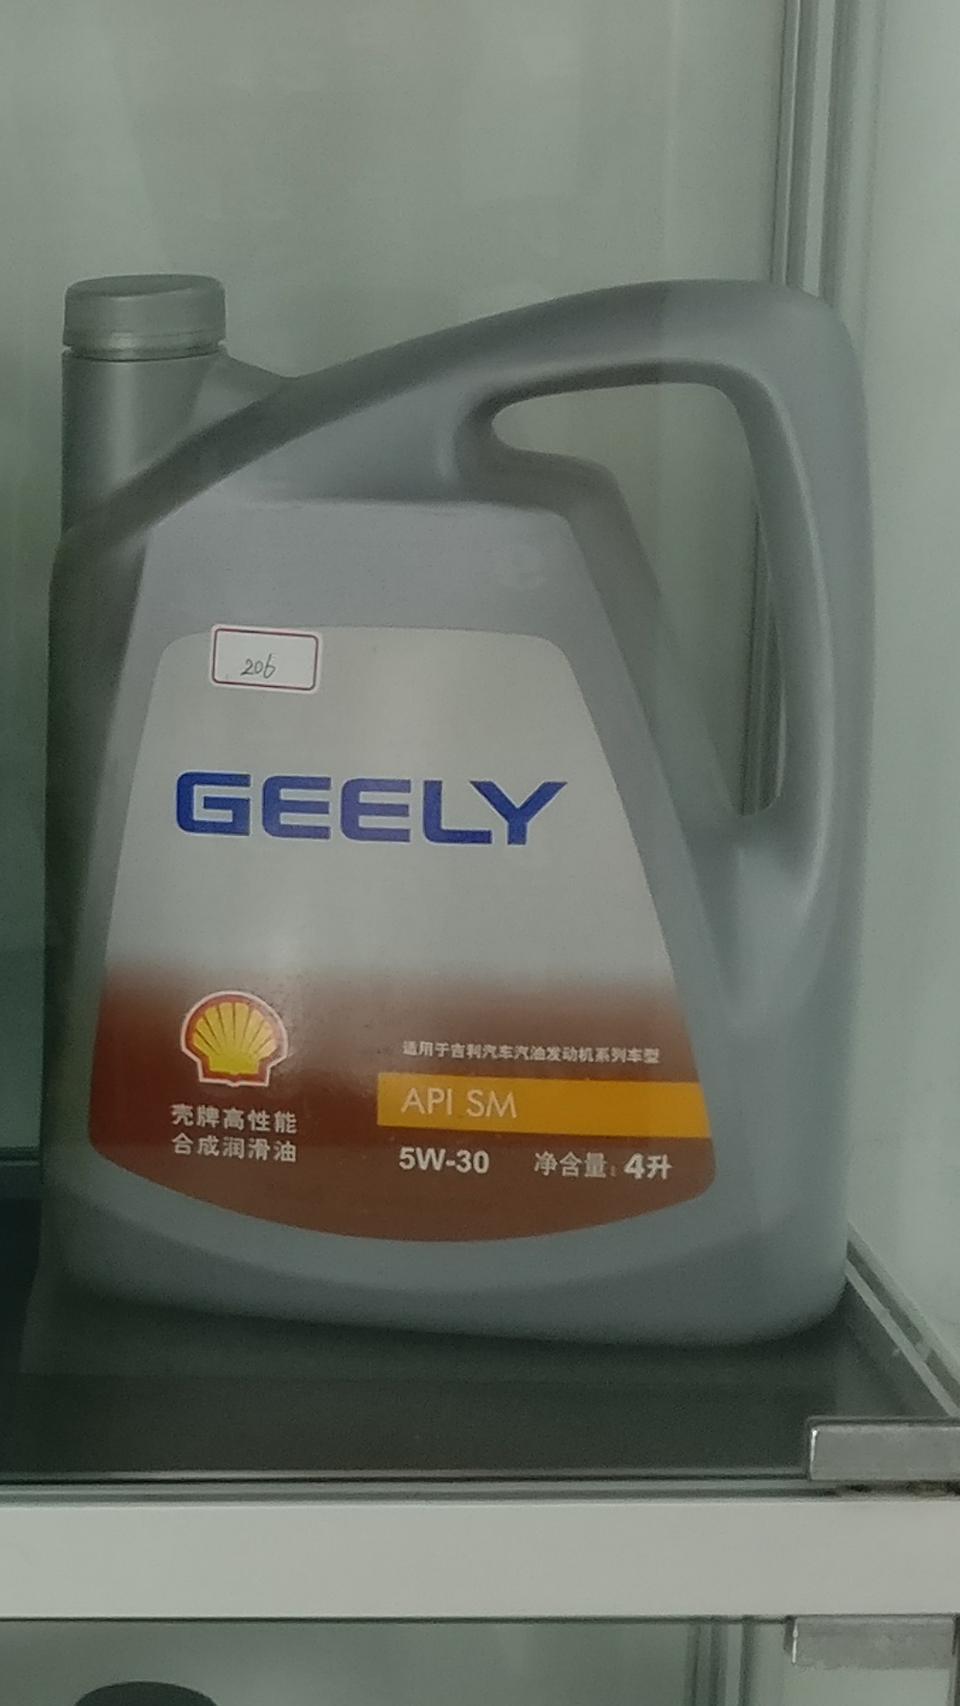 206
GEELY
适用于吉利汽车汽油发动机系列车型
API SM
壳牌高性能
合成润滑油
5W-30 净含量：4升